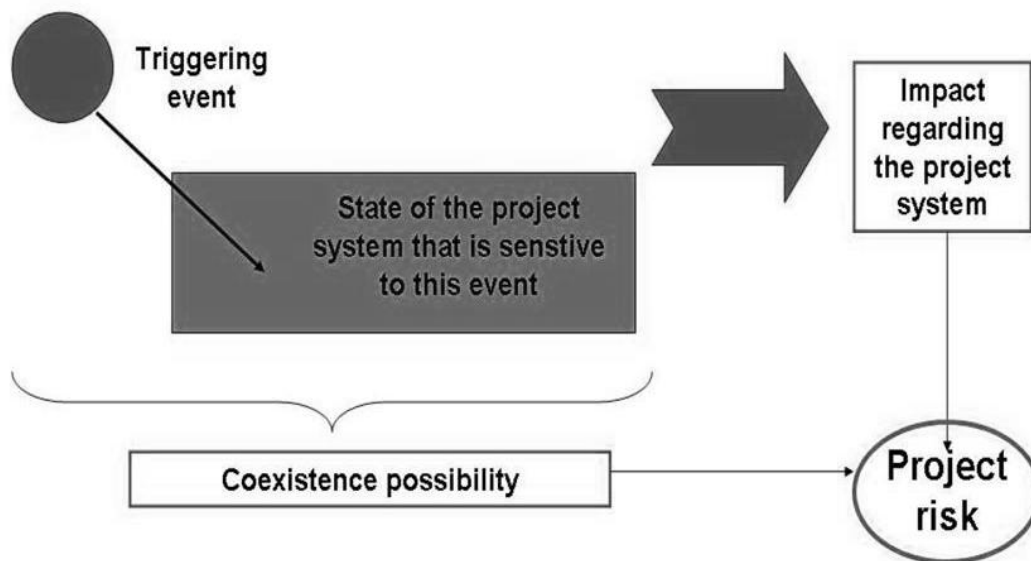 Triggering
event
Impact
regarding
the project
system
State of the project
system that is senstive
to this event
Coexistence possibility
Project
risk